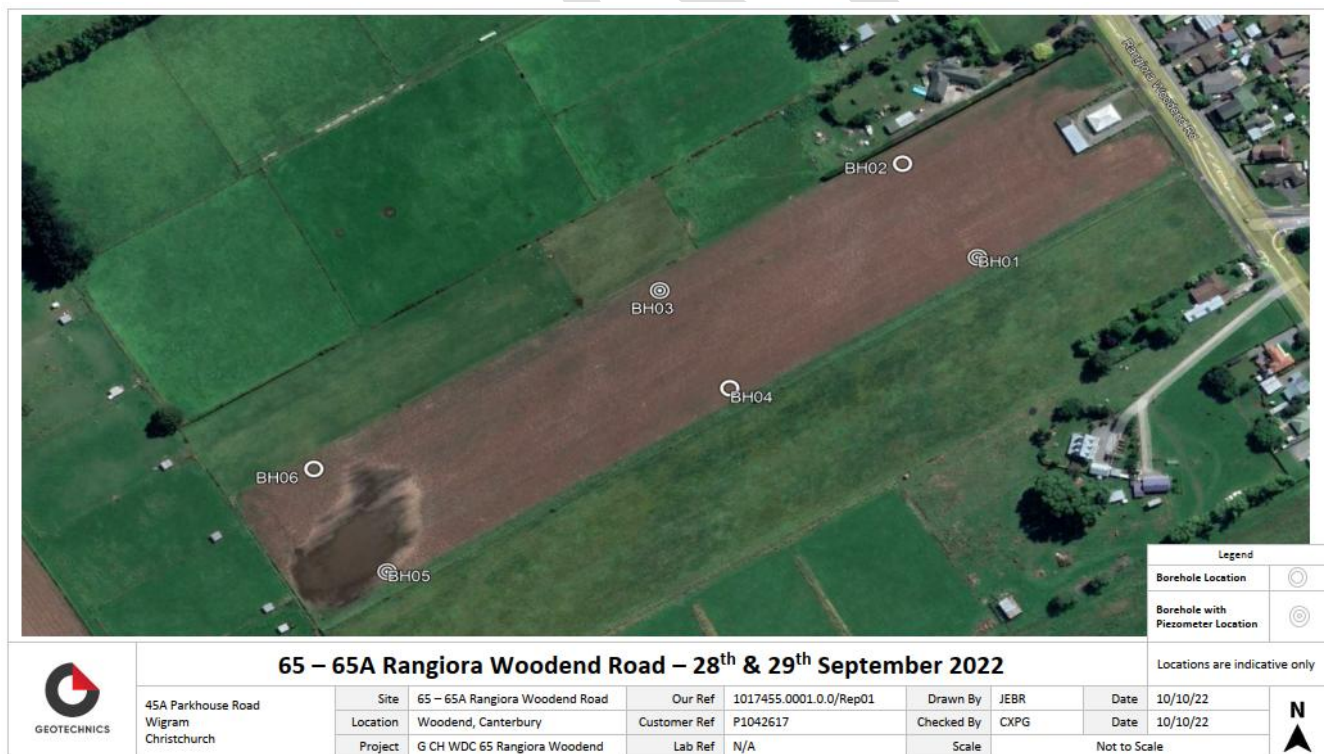 Rangiora Woodend Rd
BH02
BH01
BH03
BH04
BH06
BH05
Legend
Borehole Location
Borehole with
Piezometer Location
65 – 65A Rangiora Woodend Road – 28th & 29th September 2022
Locations are indicative only
GEOTECHNICS
45A Parkhouse Road
Wigram
Christchurch
Site 65 – 65A Rangiora Woodend Road Our Ref 1017455.0001.0.0/Rep01 Drawn By JEBR Date 10/10/22
Location Woodend, Canterbury Customer Ref P1042617 Checked By CXPG Date 10/10/22
Project G CH WDC 65 Rangiora Woodend Lab Ref N/A Scale Not to Scale
N